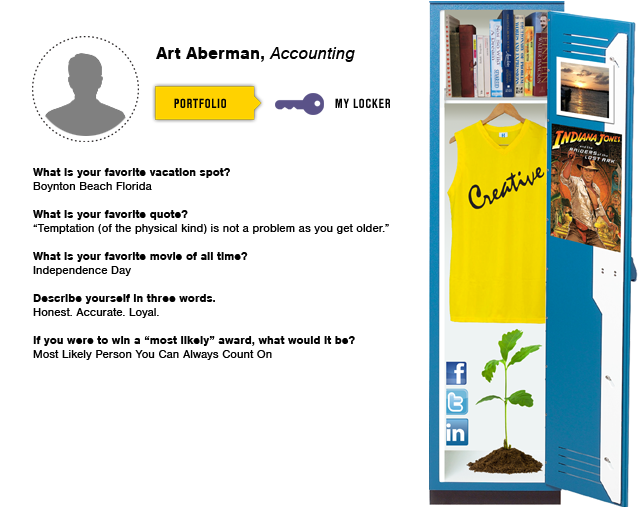 Art Aberman, Accounting
PORTFOLIO
MY LOCKER
What is your favorite vacation spot?
Boynton Beach Florida
What is your favorite quote?
“Temptation (of the physical kind) is not a problem as you get older.”
What is your favorite movie of all time?
Independence Day
Describe yourself in three words.
Honest. Accurate. Loyal.
If you were to win a “most likely” award, what would it be?
Most Likely Person You Can Always Count On
Creative
INDIANA JONES
and the
RAIDERS of the
LOST ARK
f
t
in